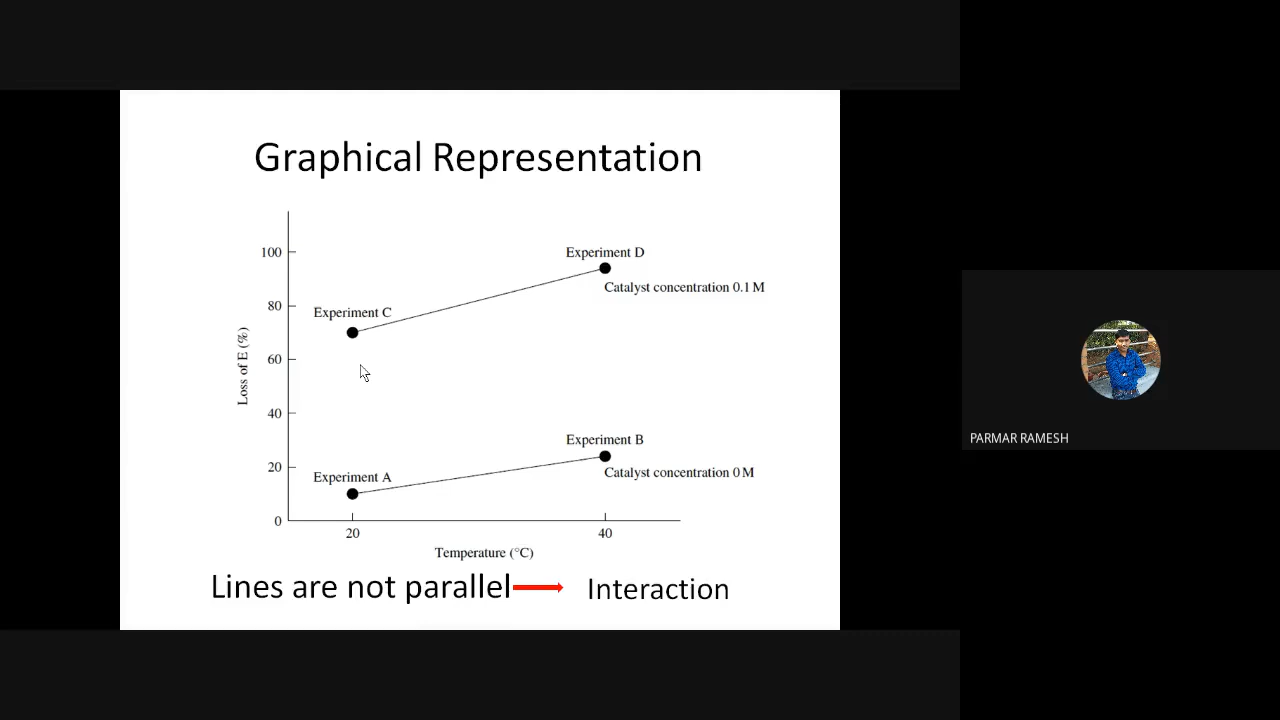 Graphical Representation
Loss of E (%)
100
80
60
40
20
0
Experiment D
Catalyst concentration 0.1 M
Experiment C
Experiment B
Catalyst concentration 0 M
Experiment A
20
40
Temperature (°C)
Lines are not parallel
Interaction
PARMAR RAMESH